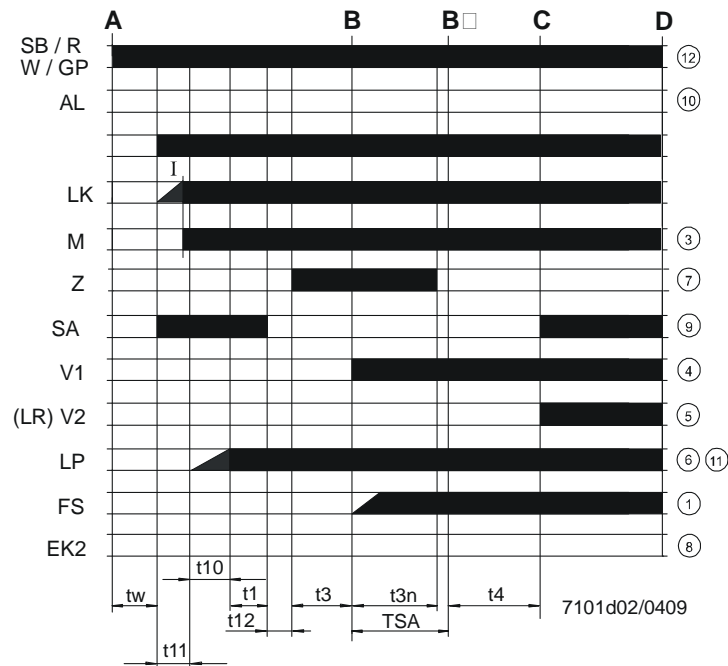 A B B□ C D
SB / R
W / GP 12
AL 10
I
LK
M 3
Z 7
SA 9
V1 4
(LR) V2 5
LP 6 11
FS 1
EK2 8
t10
tw t1 t3 t3n t4 7101d02/0409
t12 TSA
t11